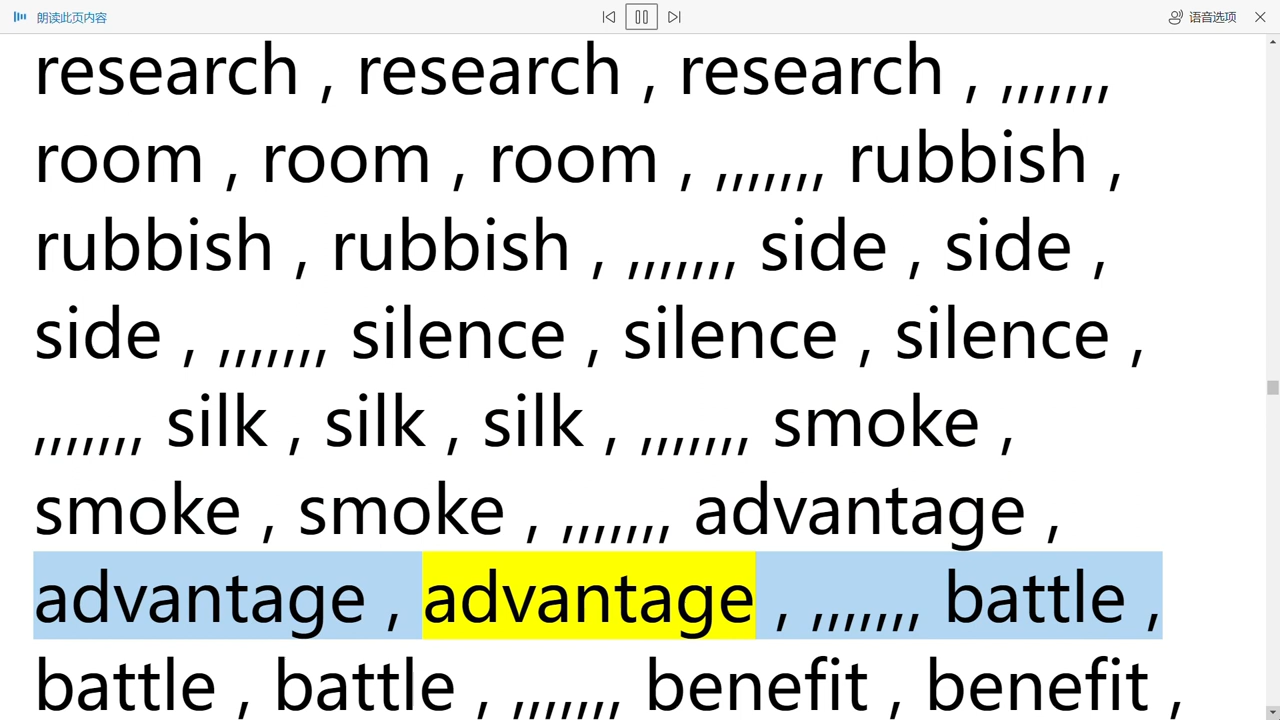 朗读此页内容
语音选项
research , research , research , ,,,,,,,
room , room , room , ,,,,,,, rubbish ,
rubbish , rubbish , ,,,,,,, side , side ,
side , ,,,,,,, silence , silence , silence ,
,,,,,,, silk , silk , silk , ,,,,,,, smoke ,
smoke , smoke , ,,,,,,, advantage ,
advantage , advantage , ,,,,,,, battle ,
battle , battle , ,,,,,,, benefit , benefit ,